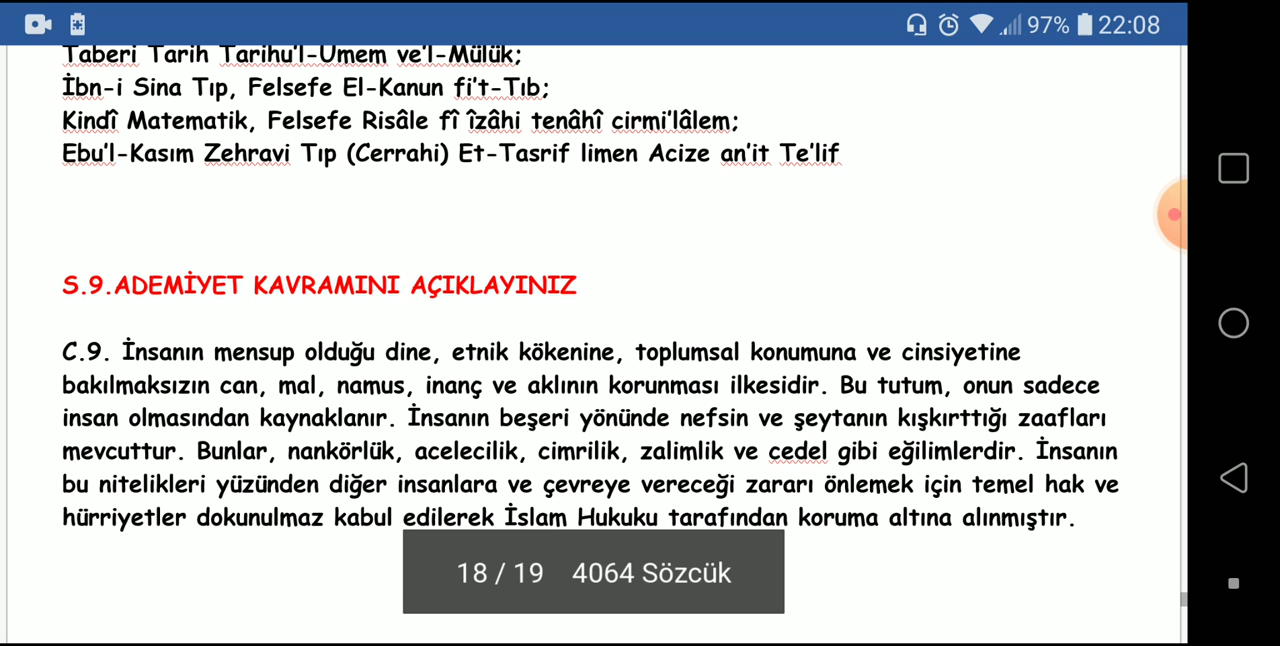 97% 22:08
Taberi Tarih Tarihu'l-Umem ve'l-Mülük;
İbn-i Sina Tıp, Felsefe El-Kanun fi't-Tıb;
Kindî Matematik, Felsefe Risâle fî îzâhi tenâhî cirmi'lâlem;
Ebu'l-Kasım Zehravi Tıp (Cerrahi) Et-Tasrif limen Acize an'it Te'lif
S.9.ADEMİYET KAVRAMINI AÇIKLAYINIZ
C.9. İnsanın mensup olduğu dine, etnik kökenine, toplumsal konumuna ve cinsiyetine
bakılmaksızın can, mal, namus, inanç ve aklının korunması ilkesidir. Bu tutum, onun sadece
insan olmasından kaynaklanır. İnsanın beşeri yönünde nefsin ve şeytanın kışkırttığı zaafları
mevcuttur. Bunlar, nankörlük, acelecilik, cimrilik, zalimlik ve cedel gibi eğilimlerdir. İnsanın
bu nitelikleri yüzünden diğer insanlara ve çevreye vereceği zararı önlemek için temel hak ve
hürriyetler dokunulmaz kabul edilerek İslam Hukuku tarafından koruma altına alınmıştır.
18 / 19 4064 Sözcük